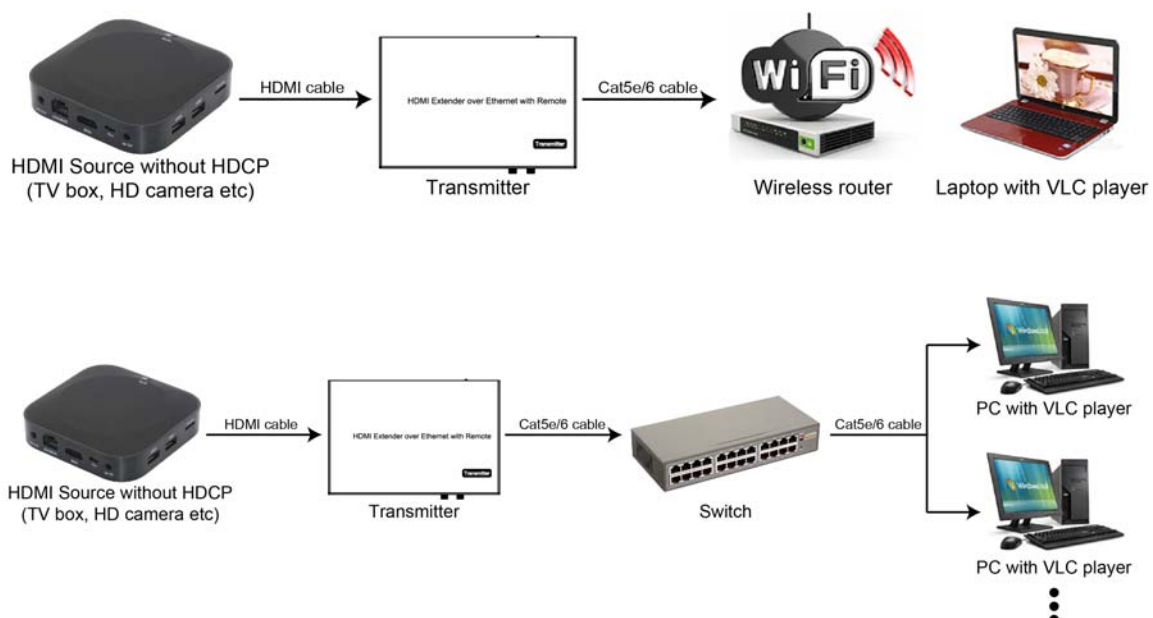 HDMI cable
HDMI Extender over Ethernet with Remote
Transmitter
Cat5e/6 cable
Wi Fi
HDMI Source without HDCP
(TV box, HD camera etc)
Transmitter
Wireless router
Laptop with VLC player
HDMI cable
HDMI Extender over Ethernet with Remote
Transmitter
Cat5e/6 cable
Cat5e/6 cable
PC with VLC player
HDMI Source without HDCP
(TV box, HD camera etc)
Transmitter
Switch
PC with VLC player